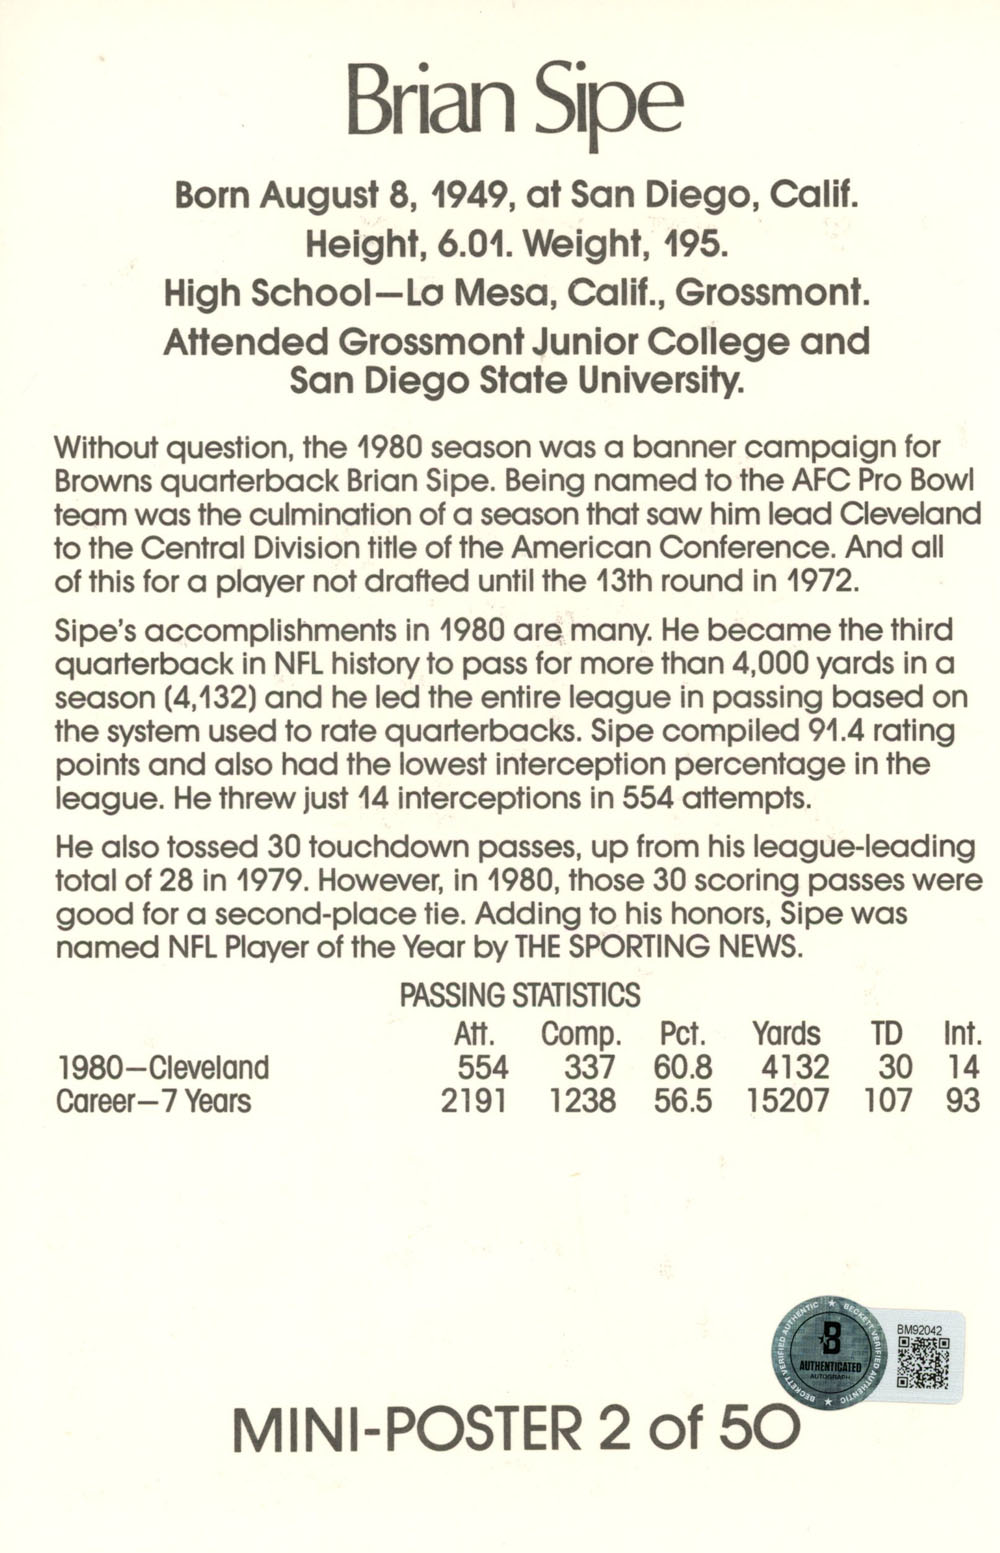 Brian Sipe
Born August 8, 1949, at San Diego, Calif.
Height, 6.01. Weight, 195.
High School—La Mesa, Calif., Grossmont.
Attended Grossmont Junior College and
San Diego State University.
Without question, the 1980 season was a banner campaign for
Browns quarterback Brian Sipe. Being named to the AFC Pro Bowl
team was the culmination of a season that saw him lead Cleveland
to the Central Division title of the American Conference. And all
of this for a player not drafted until the 13th round in 1972.
Sipe's accomplishments in 1980 are many. He became the third
quarterback in NFL history to pass for more than 4,000 yards in a
season (4,132) and he led the entire league in passing based on
the system used to rate quarterbacks. Sipe compiled 91.4 rating
points and also had the lowest interception percentage in the
league. He threw just 14 interceptions in 554 attempts.
He also tossed 30 touchdown passes, up from his league-leading
total of 28 in 1979. However, in 1980, those 30 scoring passes were
good for a second-place tie. Adding to his honors, Sipe was
named NFL Player of the Year by THE SPORTING NEWS.
PASSING STATISTICS
Att. Comp. Pct. Yards TD Int.
1980—Cleveland 554 337 60.8 4132 30 14
Career—7 Years 2191 1238 56.5 15207 107 93
BECKETT VERIFIED AUTHENTIC ★ BECKETT VERIFIED AUTHENTIC ★
B
AUTHENTICATED
AUTOGRAPH
BM92042
MINI-POSTER 2 of 50